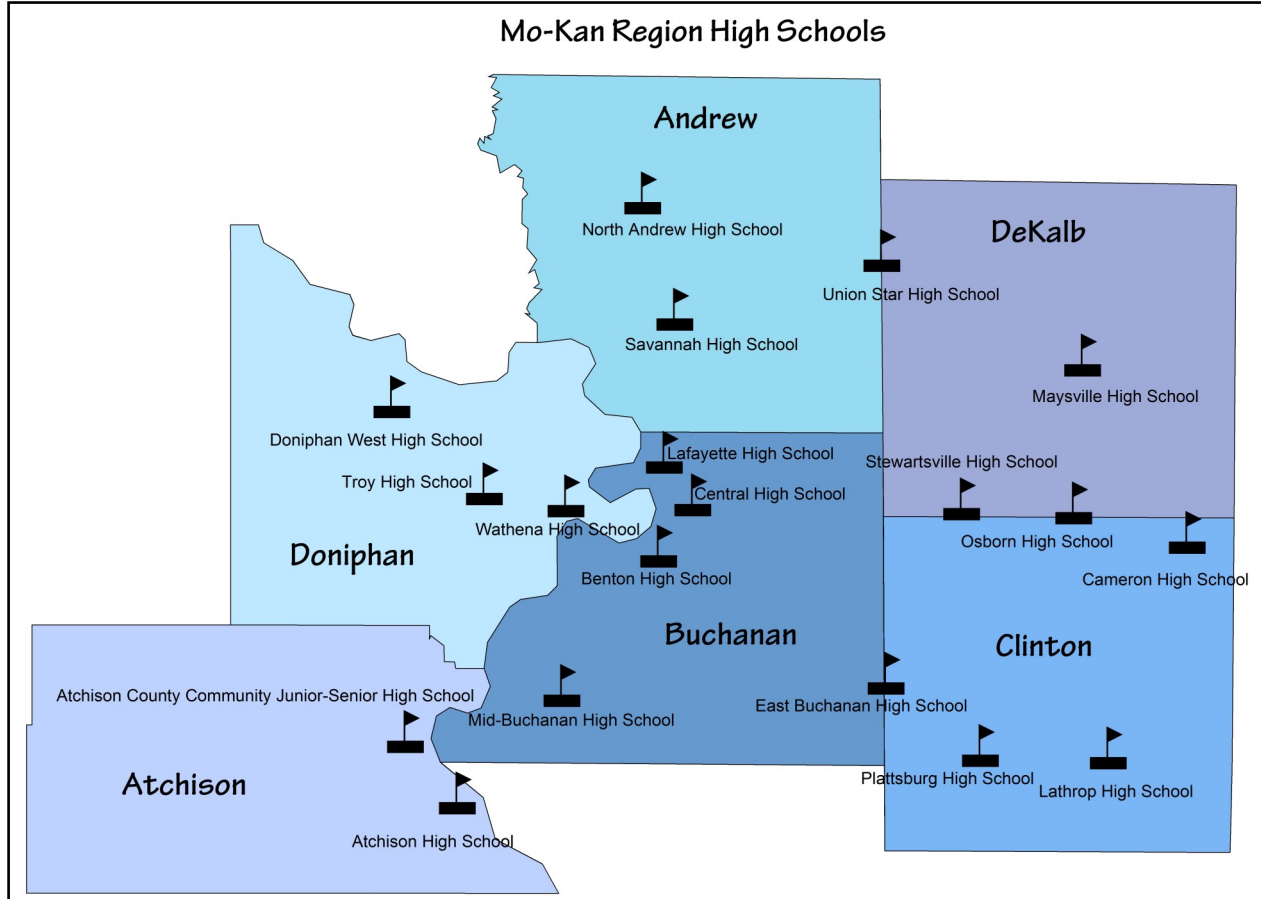 Mo-Kan Region High Schools
Andrew
North Andrew High School
DeKalb
Union Star High School
Savannah High School
Maysville High School
Doniphan West High School
Lafayette High School
Stewartsville High School
Troy High School
Central High School
Wathena High School
Osborn High School
Doniphan
Benton High School
Cameron High School
Buchanan
Clinton
Atchison County Community Junior-Senior High School
East Buchanan High School
Mid-Buchanan High School
Plattsburg High School
Atchison
Lathrop High School
Atchison High School